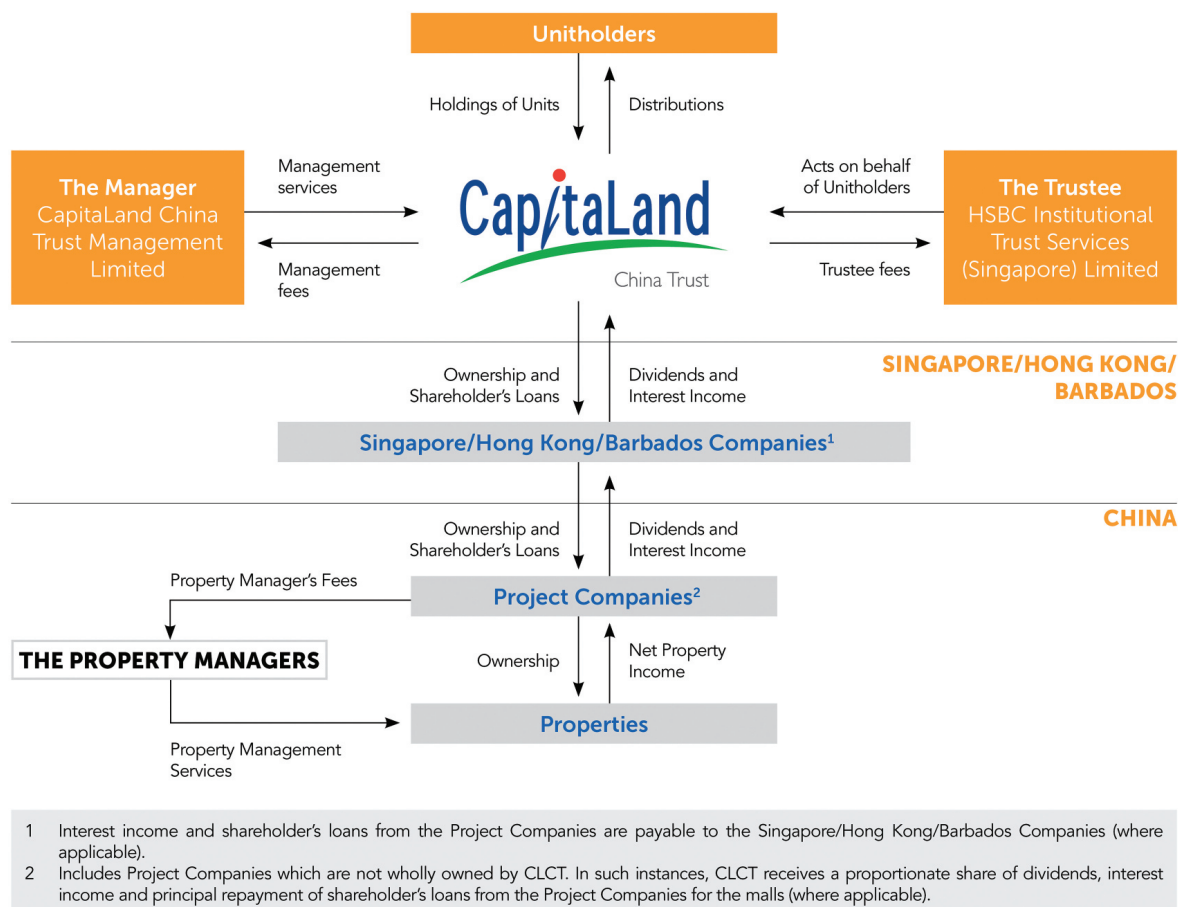 Unitholders
Holdings of Units
Distributions
The Manager
CapitaLand China
Trust Management
Limited
Management
services
Management
fees
CapitaLand
China Trust
Acts on behalf
of Unitholders
Trustee fees
The Trustee
HSBC Institutional
Trust Services
(Singapore) Limited
SINGAPORE/HONG KONG/
BARBADOS
Ownership and
Shareholder’s Loans
Dividends and
Interest Income
Singapore/Hong Kong/Barbados Companies¹
CHINA
Ownership and
Shareholder’s Loans
Dividends and
Interest Income
Property Manager’s Fees
Project Companies²
THE PROPERTY MANAGERS
Ownership
Net Property
Income
Properties
Property Management
Services
1 Interest income and shareholder’s loans from the Project Companies are payable to the Singapore/Hong Kong/Barbados Companies (where
applicable).
2 Includes Project Companies which are not wholly owned by CLCT. In such instances, CLCT receives a proportionate share of dividends, interest
income and principal repayment of shareholder’s loans from the Project Companies for the malls (where applicable).